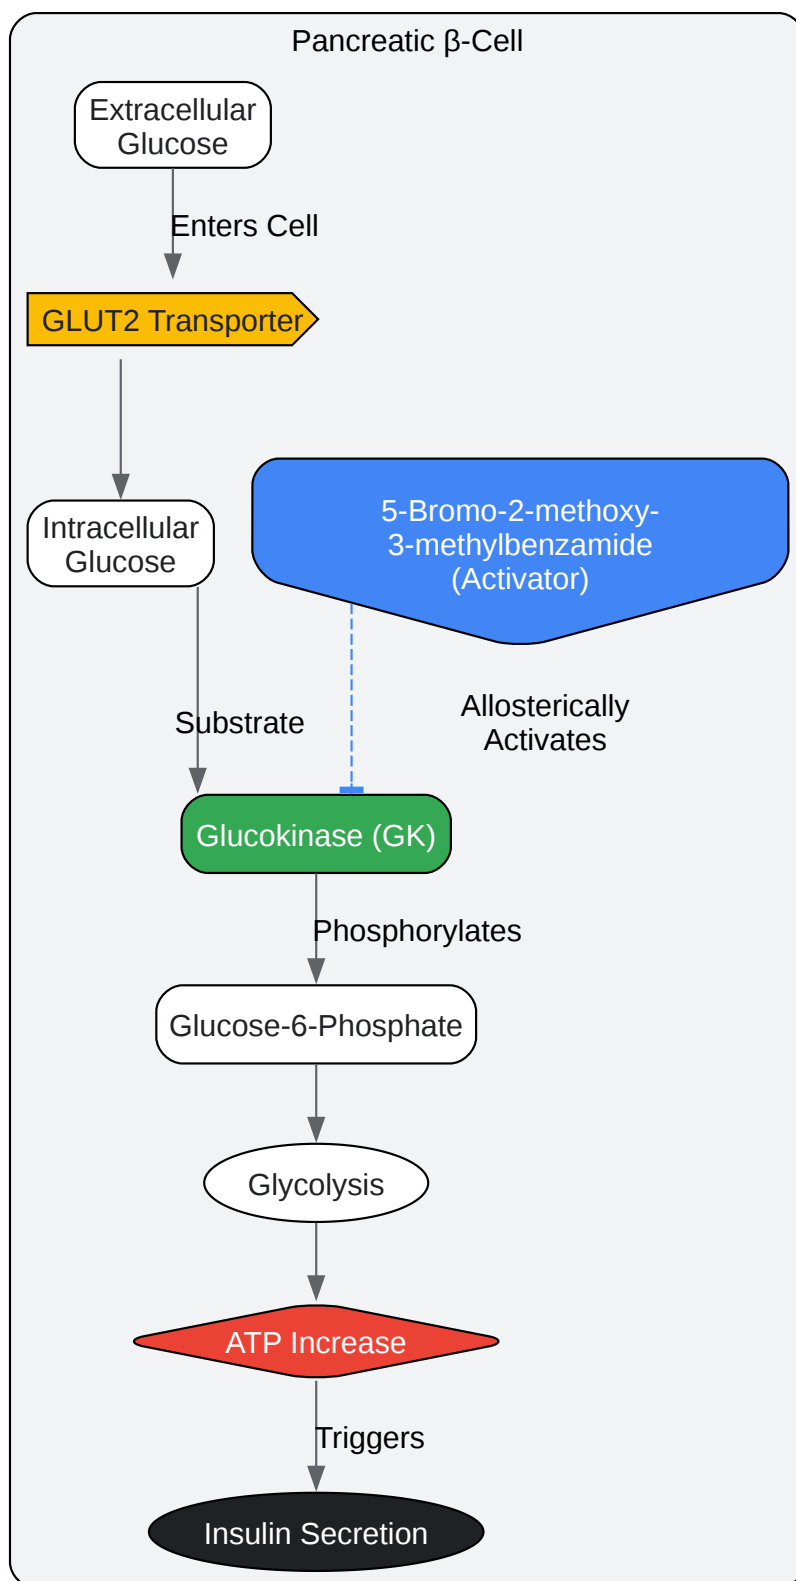 Pancreatic β-Cell
Extracellular
Glucose
Enters Cell
GLUT2 Transporter
Intracellular
Glucose
5-Bromo-2-methoxy-
3-methylbenzamide
(Activator)
Substrate
Allosterically
Activates
Glucokinase (GK)
Phosphorylates
Glucose-6-Phosphate
Glycolysis
ATP Increase
Triggers
Insulin Secretion